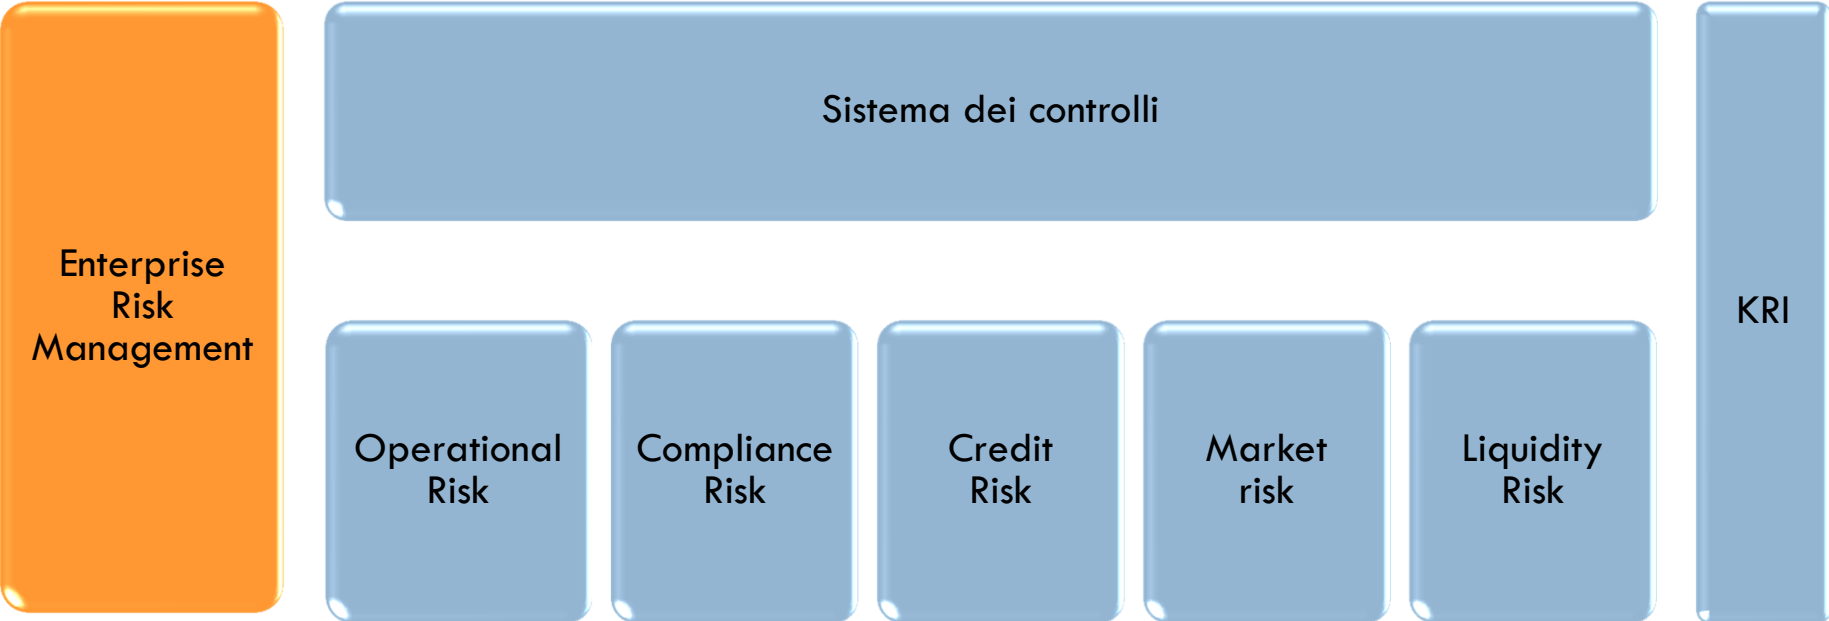 Enterprise
Risk
Management
Sistema dei controlli
KRI
Operational
Risk
Compliance
Risk
Credit
Risk
Market
risk
Liquidity
Risk